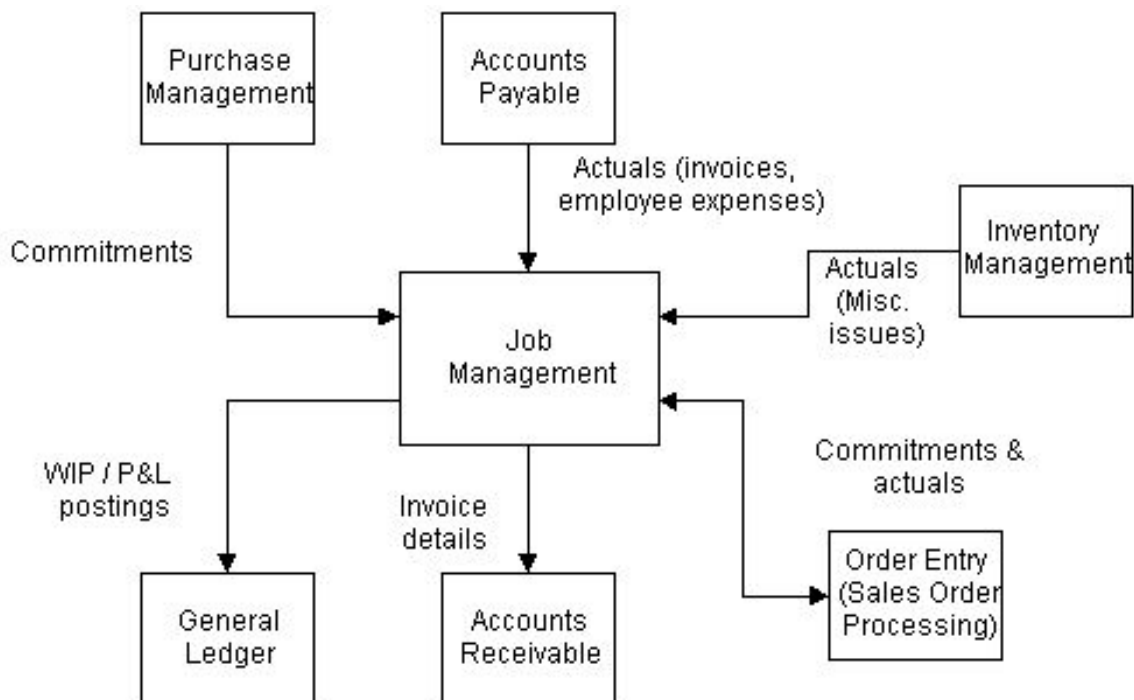 Purchase
Management
Accounts
Payable
Actuals (invoices,
employee expenses)
Commitments
Inventory
Management
Actuals
(Misc.
issues)
Job
Management
WIP / P&L
postings
Invoice
details
Commitments &
actuals
General
Ledger
Accounts
Receivable
Order Entry
(Sales Order
Processing)